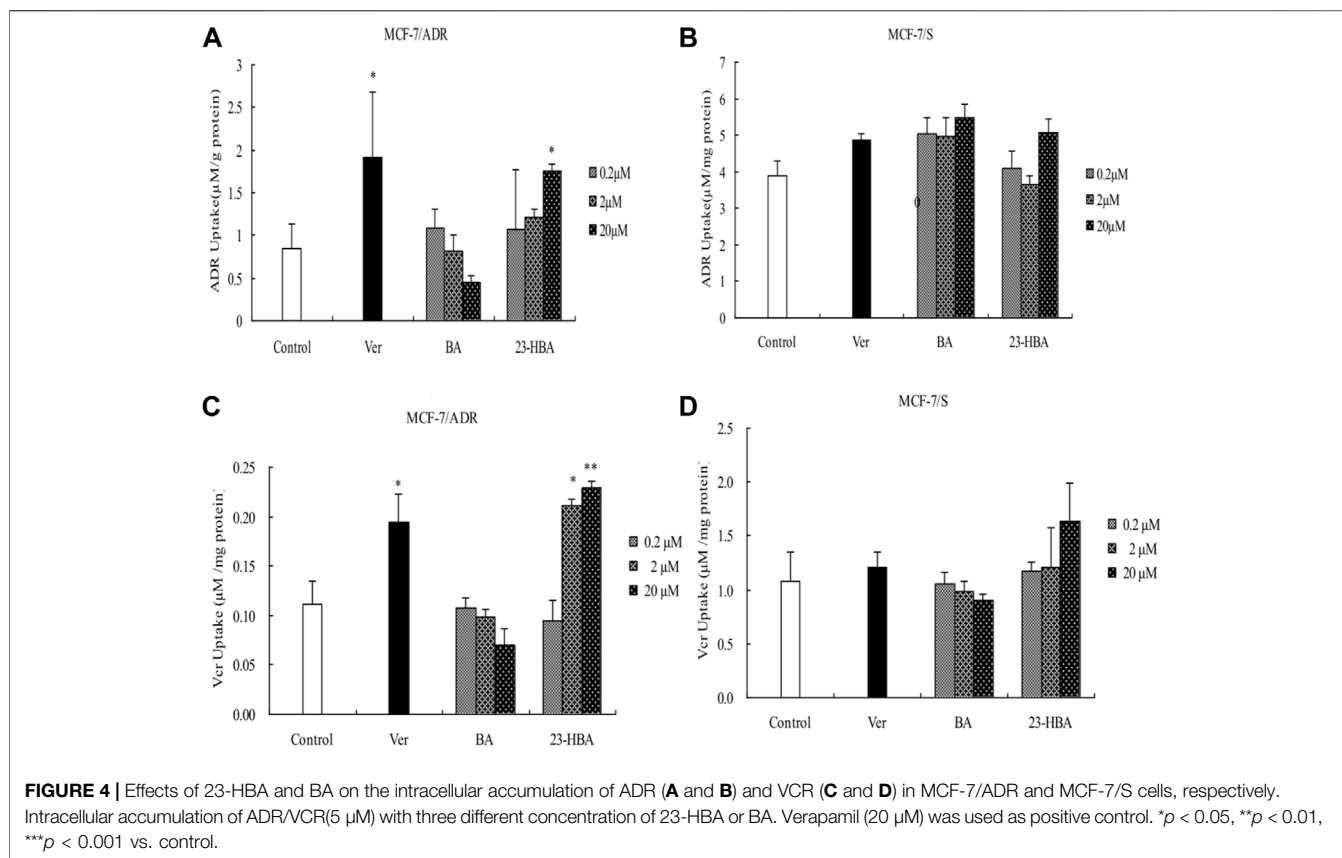 A
MCF-7/ADR
ADR Uptake(μM/g protein)
3
2.5
2
1.5
1
0.5
0
*
*
Control
Ver
BA
23-HBA
0.2μM
2μM
20μM
B
MCF-7/S
ADR Uptake(μM/mg protein)
7
6
5
4
3
2
1
0
0
Control
Ver
BA
23-HBA
0.2μM
2μM
20μM
C
MCF-7/ADR
Vcr Uptake (μM /mg protein)
0.25
0.20
0.15
0.10
0.05
0.00
*
*
**
Control
Ver
BA
23-HBA
0.2 μM
2 μM
20 μM
D
MCF-7/S
Vcr Uptake (μM /mg protein)
2.5
2.0
1.5
1.0
0.5
0.0
Control
Ver
BA
23-HBA
0.2 μM
2 μM
20 μM
FIGURE 4 | Effects of 23-HBA and BA on the intracellular accumulation of ADR (A and B) and VCR (C and D) in MCF-7/ADR and MCF-7/S cells, respectively.
Intracellular accumulation of ADR/VCR(5 μM) with three different concentration of 23-HBA or BA. Verapamil (20 μM) was used as positive control. *p < 0.05, **p < 0.01,
***p < 0.001 vs. control.